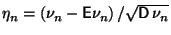 η_n = (ν_n − Eν_n) / √(D ν_n)